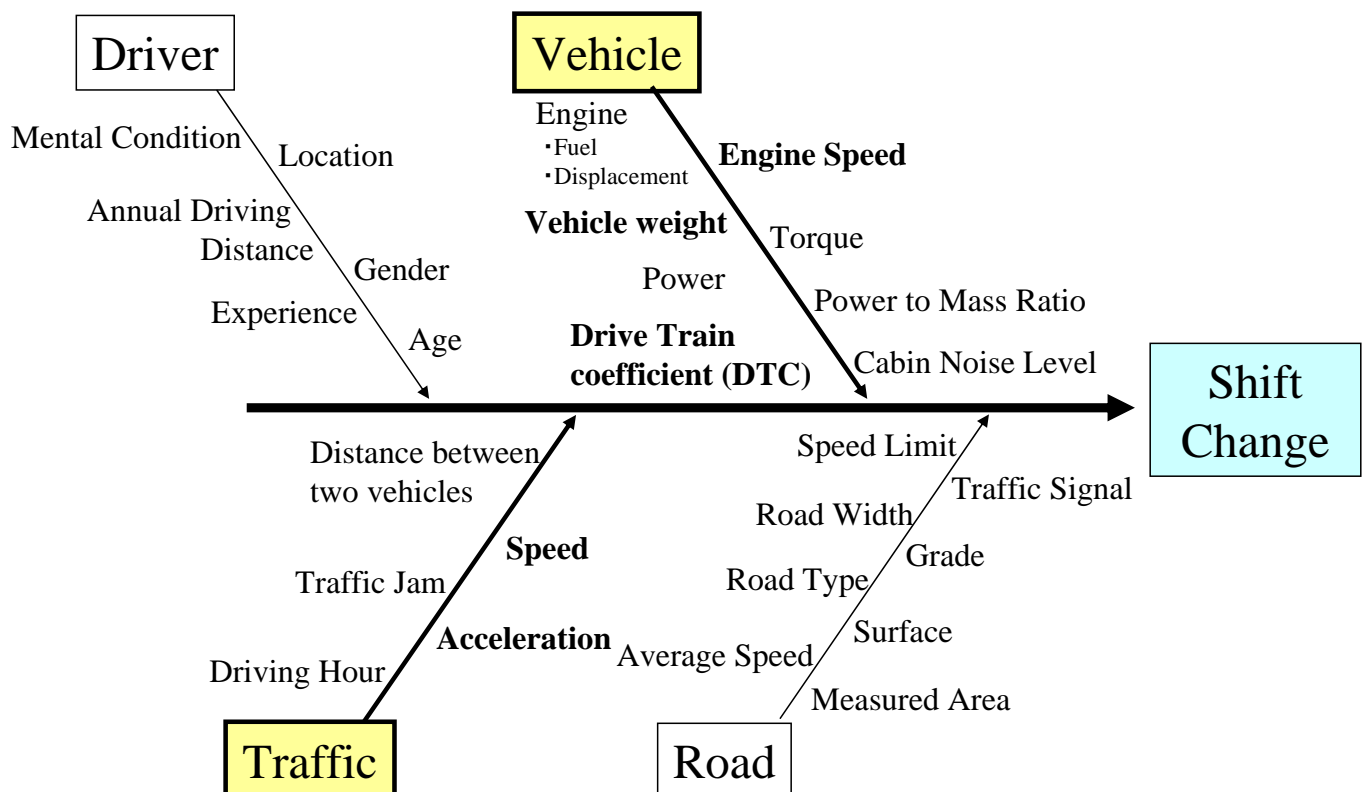 Driver
Vehicle
Mental Condition
Location
Annual Driving
Distance
Gender
Experience
Age
Engine
・Fuel
・Displacement
Engine Speed
Vehicle weight
Torque
Power
Power to Mass Ratio
Drive Train
coefficient (DTC)
Cabin Noise Level
Shift
Change
Distance between
two vehicles
Speed
Traffic Jam
Acceleration
Driving Hour
Traffic
Speed Limit
Traffic Signal
Road Width
Grade
Road Type
Surface
Average Speed
Measured Area
Road